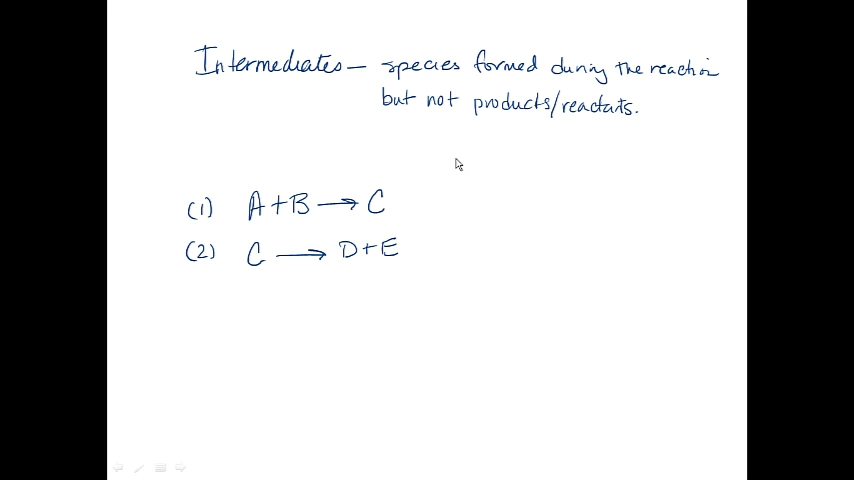 Intermediates — species formed during the reaction
but not products/reactants.
(1) A + B → C
(2) C → D + E